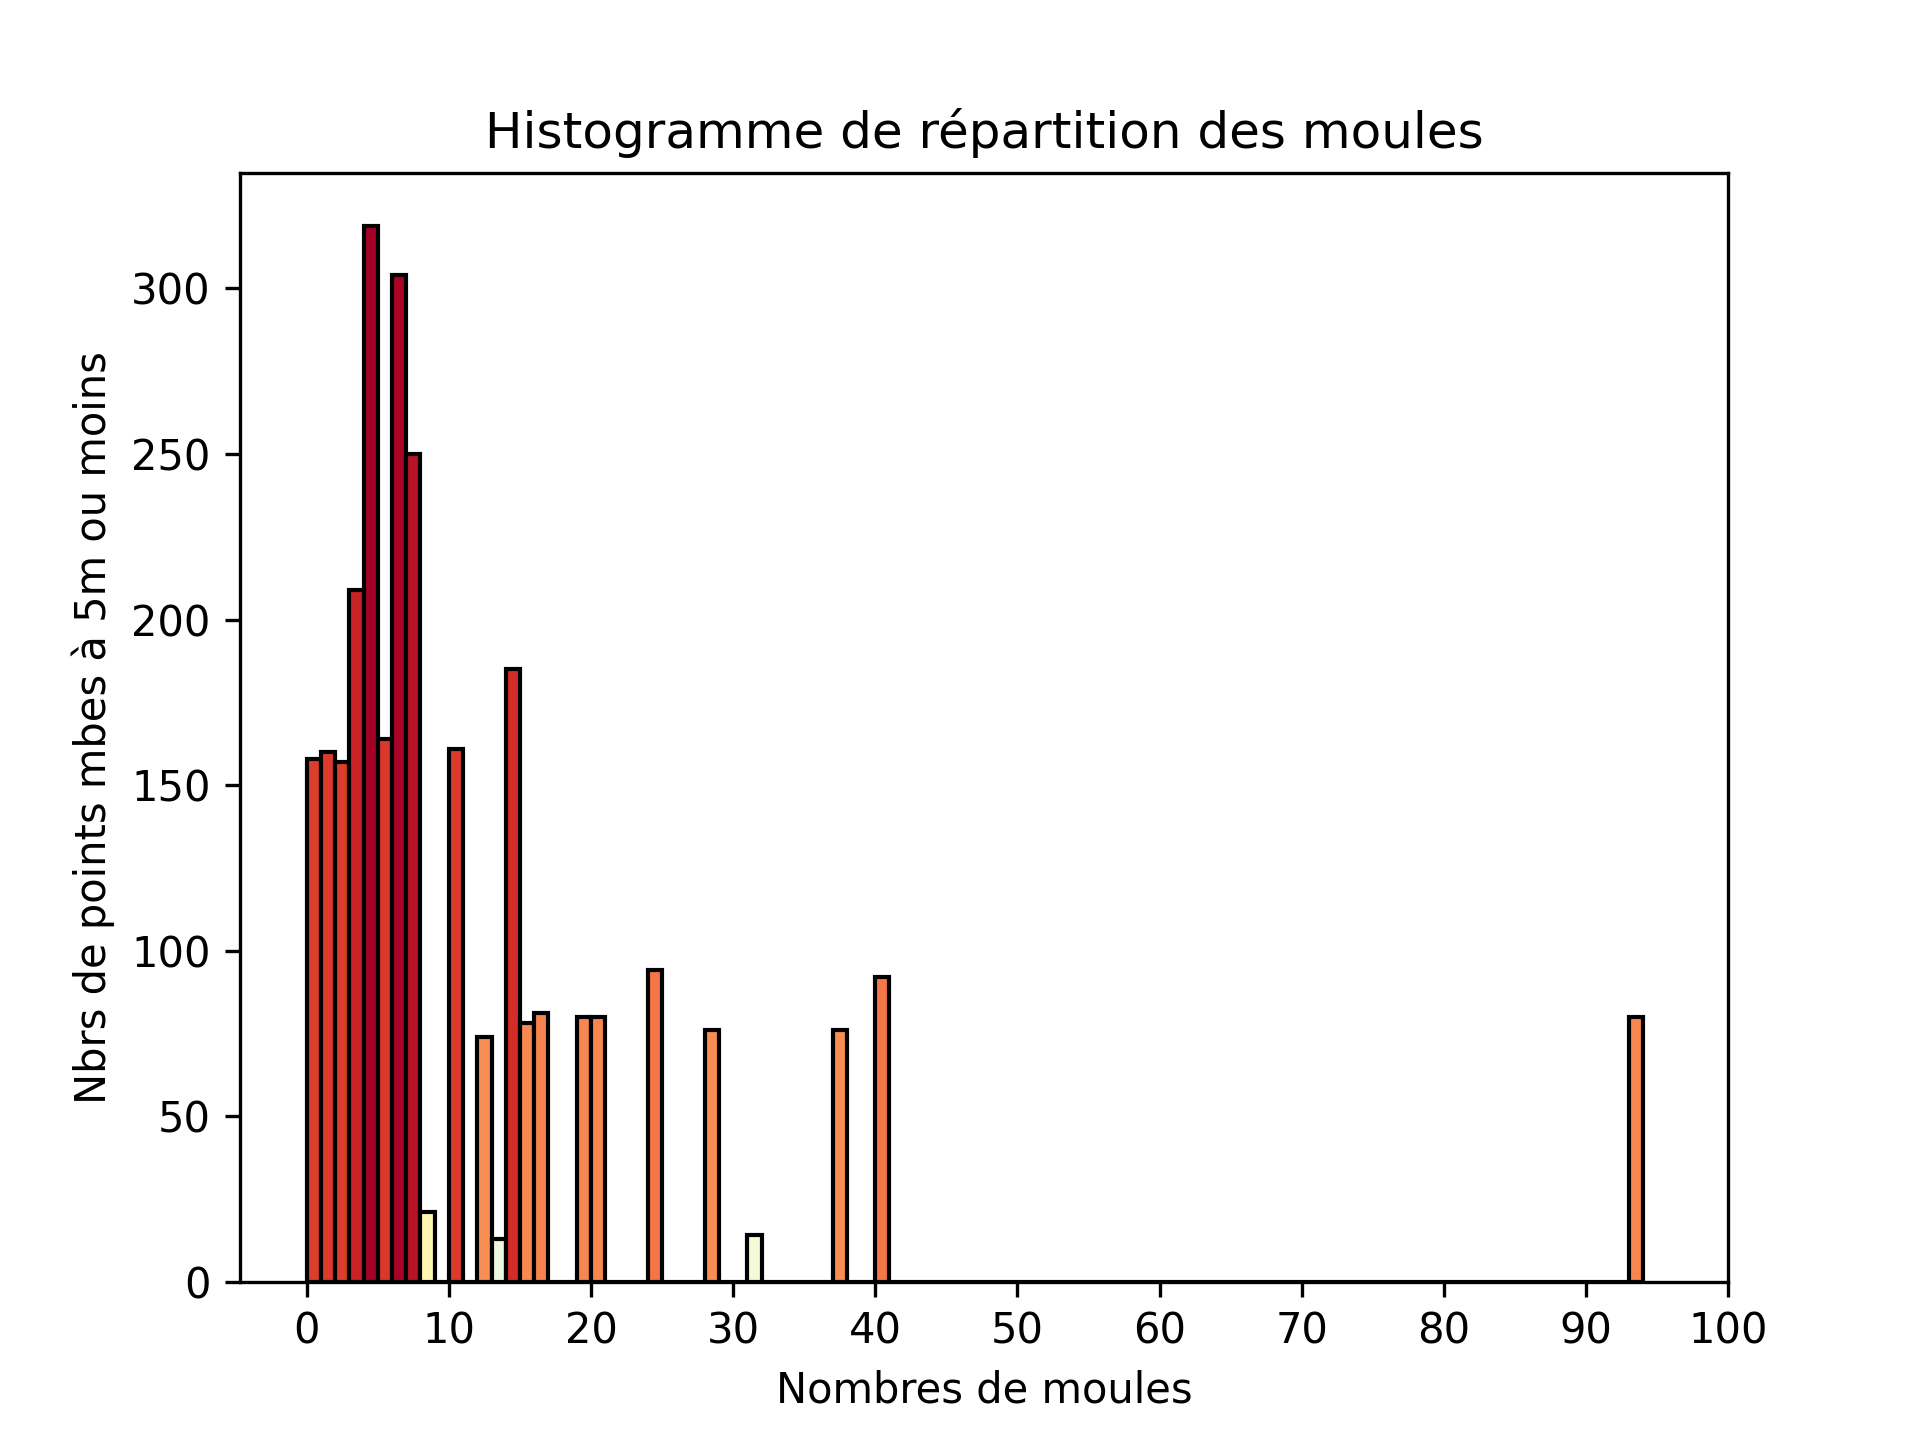 Histogramme de répartition des moules
Nbrs de points mbes à 5m ou moins
300
250
200
150
100
50
0
0 10 20 30 40 50 60 70 80 90 100
Nombres de moules